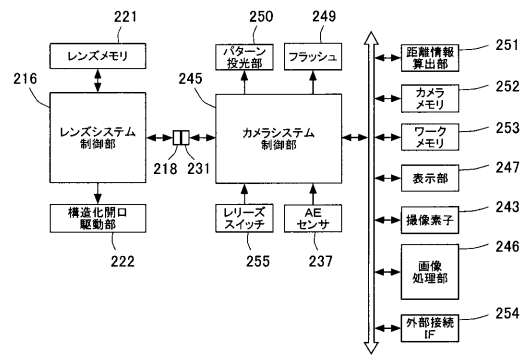 221
250
249
レンズメモリ
パターン
投光部
フラッシュ
216
245
レンズシステム
制御部
カメラシステム
制御部
218
231
構造化開口
駆動部
222
レリーズ
スイッチ
255
AE
センサ
237
距離情報
算出部
251
カメラ
メモリ
252
ワーク
メモリ
253
表示部
247
撮像素子
243
画像
処理部
246
外部接続
IF
254